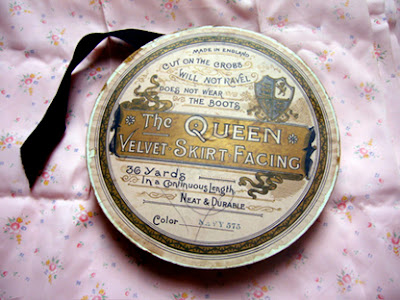 MADE IN ENGLAND
CUT ON THE CROSS
WILL NOT RAVEL
DOES NOT WEAR
THE BOOTS
The QUEEN
VELVET SKIRT FACING
36 Yards
In a Continuous Length
NEAT & DURABLE
Color NAVY 575